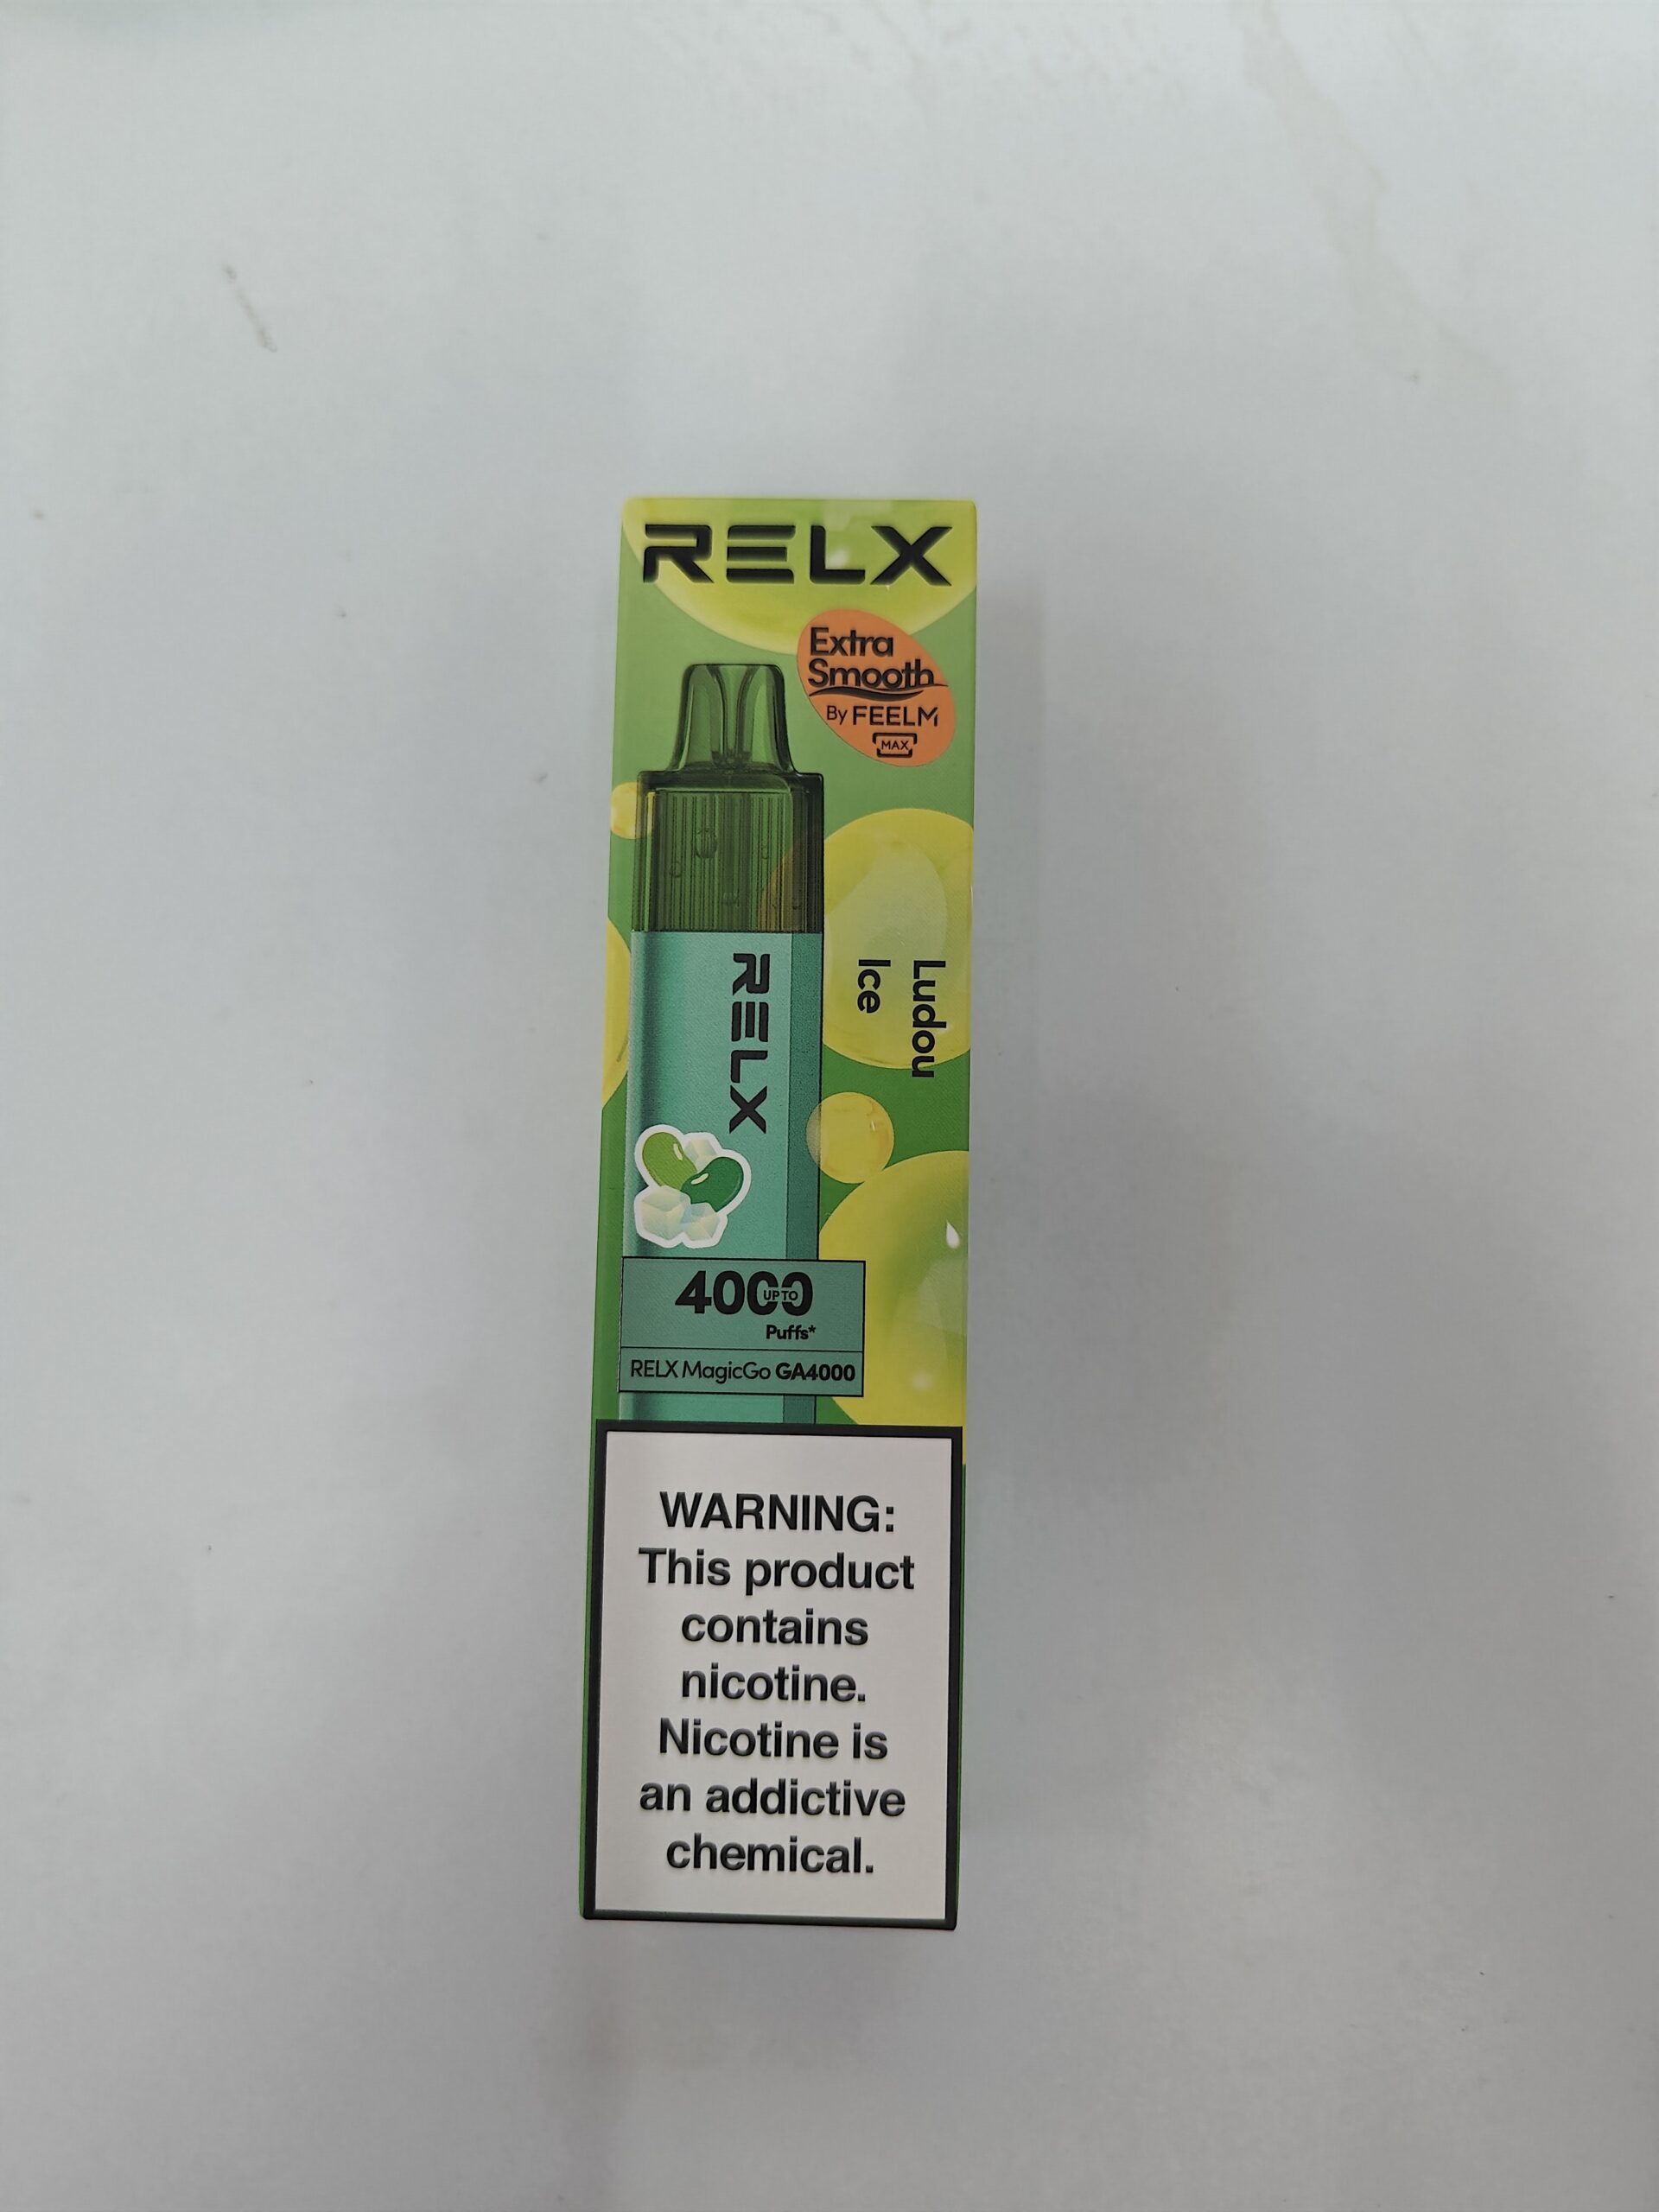 RELX
Extra
Smooth
By FEELM
MAX
Ludou
Ice
RELX
4000
UP TO
Puffs*
RELX MagicGo GA4000
WARNING:
This product
contains
nicotine.
Nicotine is
an addictive
chemical.